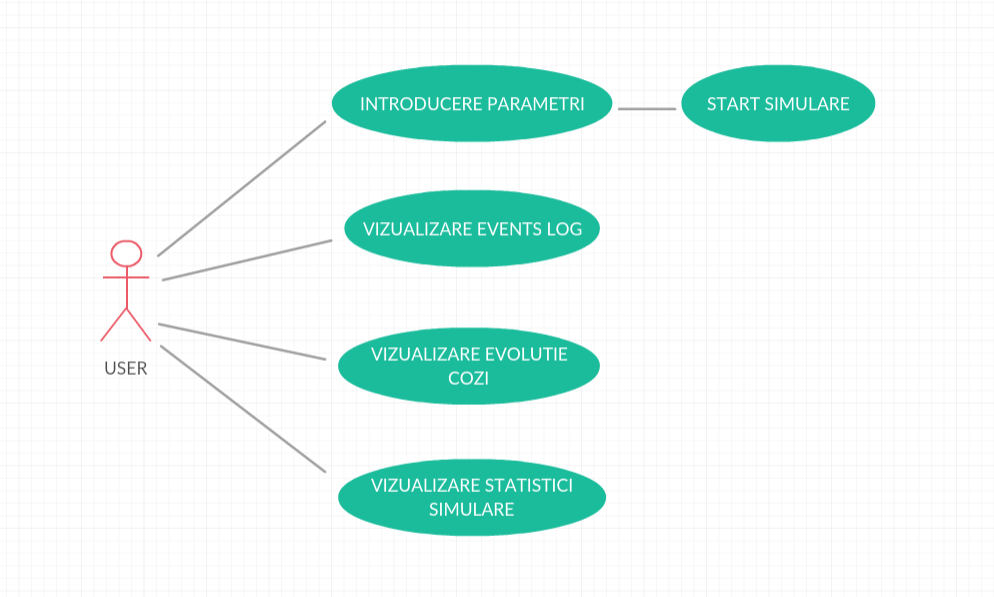 INTRODUCERE PARAMETRI
START SIMULARE
VIZUALIZARE EVENTS LOG
VIZUALIZARE EVOLUTIE
COZI
USER
VIZUALIZARE STATISTICI
SIMULARE